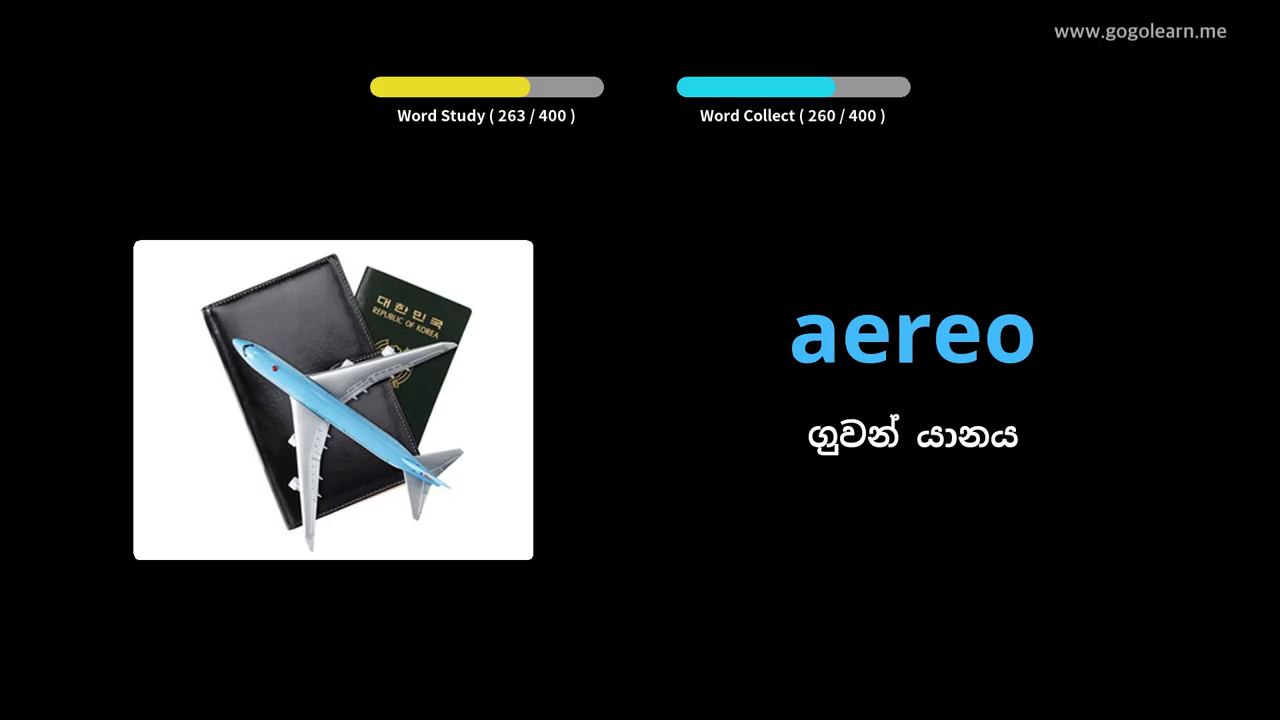 www.gogolearn.me
Word Study ( 263 / 400 )
Word Collect ( 260 / 400 )
대한민국
REPUBLIC OF KOREA
aereo
ගුවන් යානය